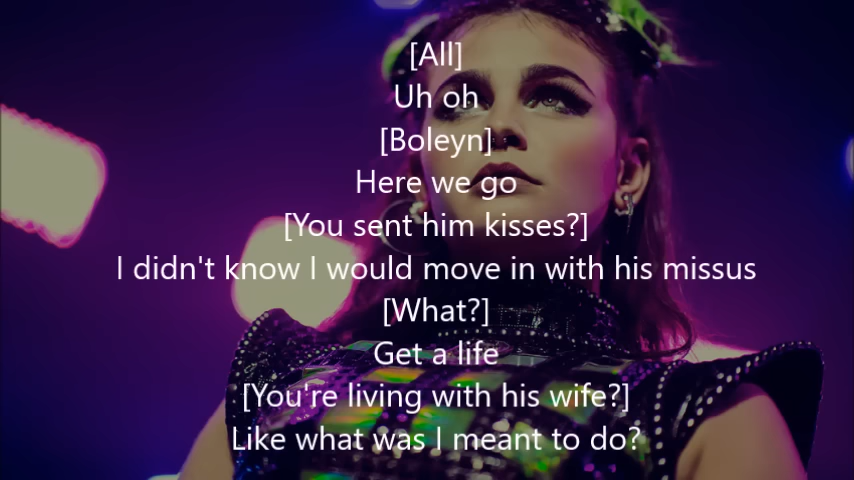 [All]
Uh oh
[Boleyn]
Here we go
[You sent him kisses?]
I didn't know I would move in with his missus
[What?]
Get a life
[You're living with his wife?]
Like what was I meant to do?